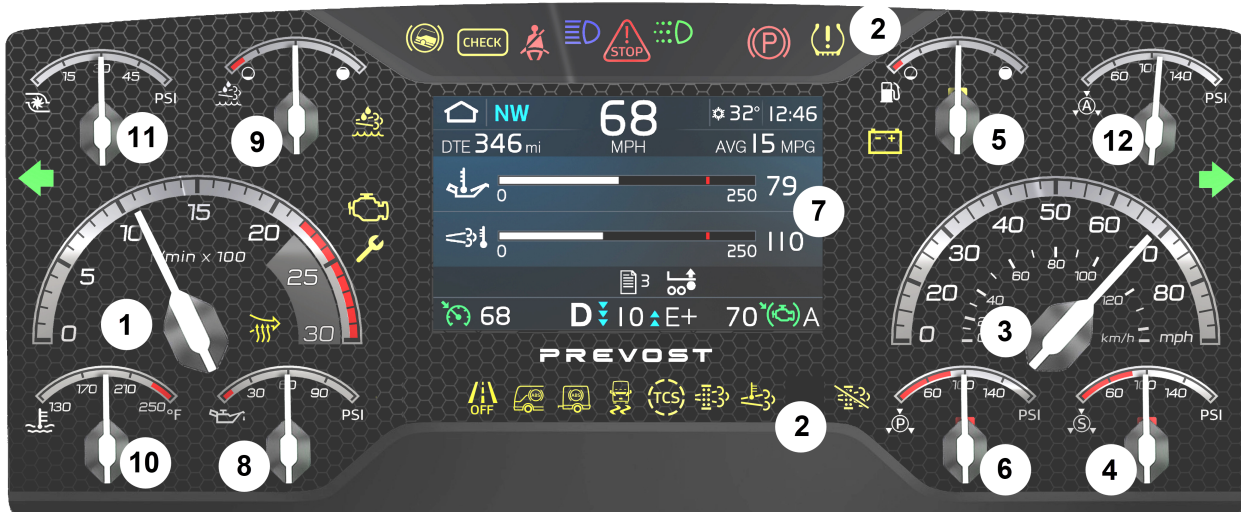 CHECK
STOP
P
2
15 30 45
PSI
11
9
NW
68
MPH
32° 12:46
DTE 346 mi
AVG 15 MPG
0 250 79
7
0 250 110
3
68 D 10 E+ 70 A
PREVOST
5
60 100 140
A
PSI
12
0 5 10 15 20 25 30
r/min x 100
1
0 20 30 40 50 60 70 80
40 60 80 100 120
km/h mph
3
130 170 210 250 °F
10
30 60 90
PSI
8
OFF
ABS
ABS
TCS
2
60 100 140
P
PSI
6
60 100 140
S
PSI
4